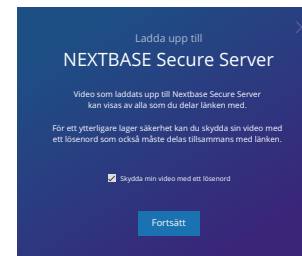 Ladda upp till
NEXTBASE Secure Server
Video som laddats upp till Nextbase Secure Server
kan visas av alla som du delar länken med.
För ett ytterligare lager säkerhet kan du skydda sin video med
ett lösenord som också måste delas tillsammans med länken.
Skydda min video med ett lösenord
Fortsätt